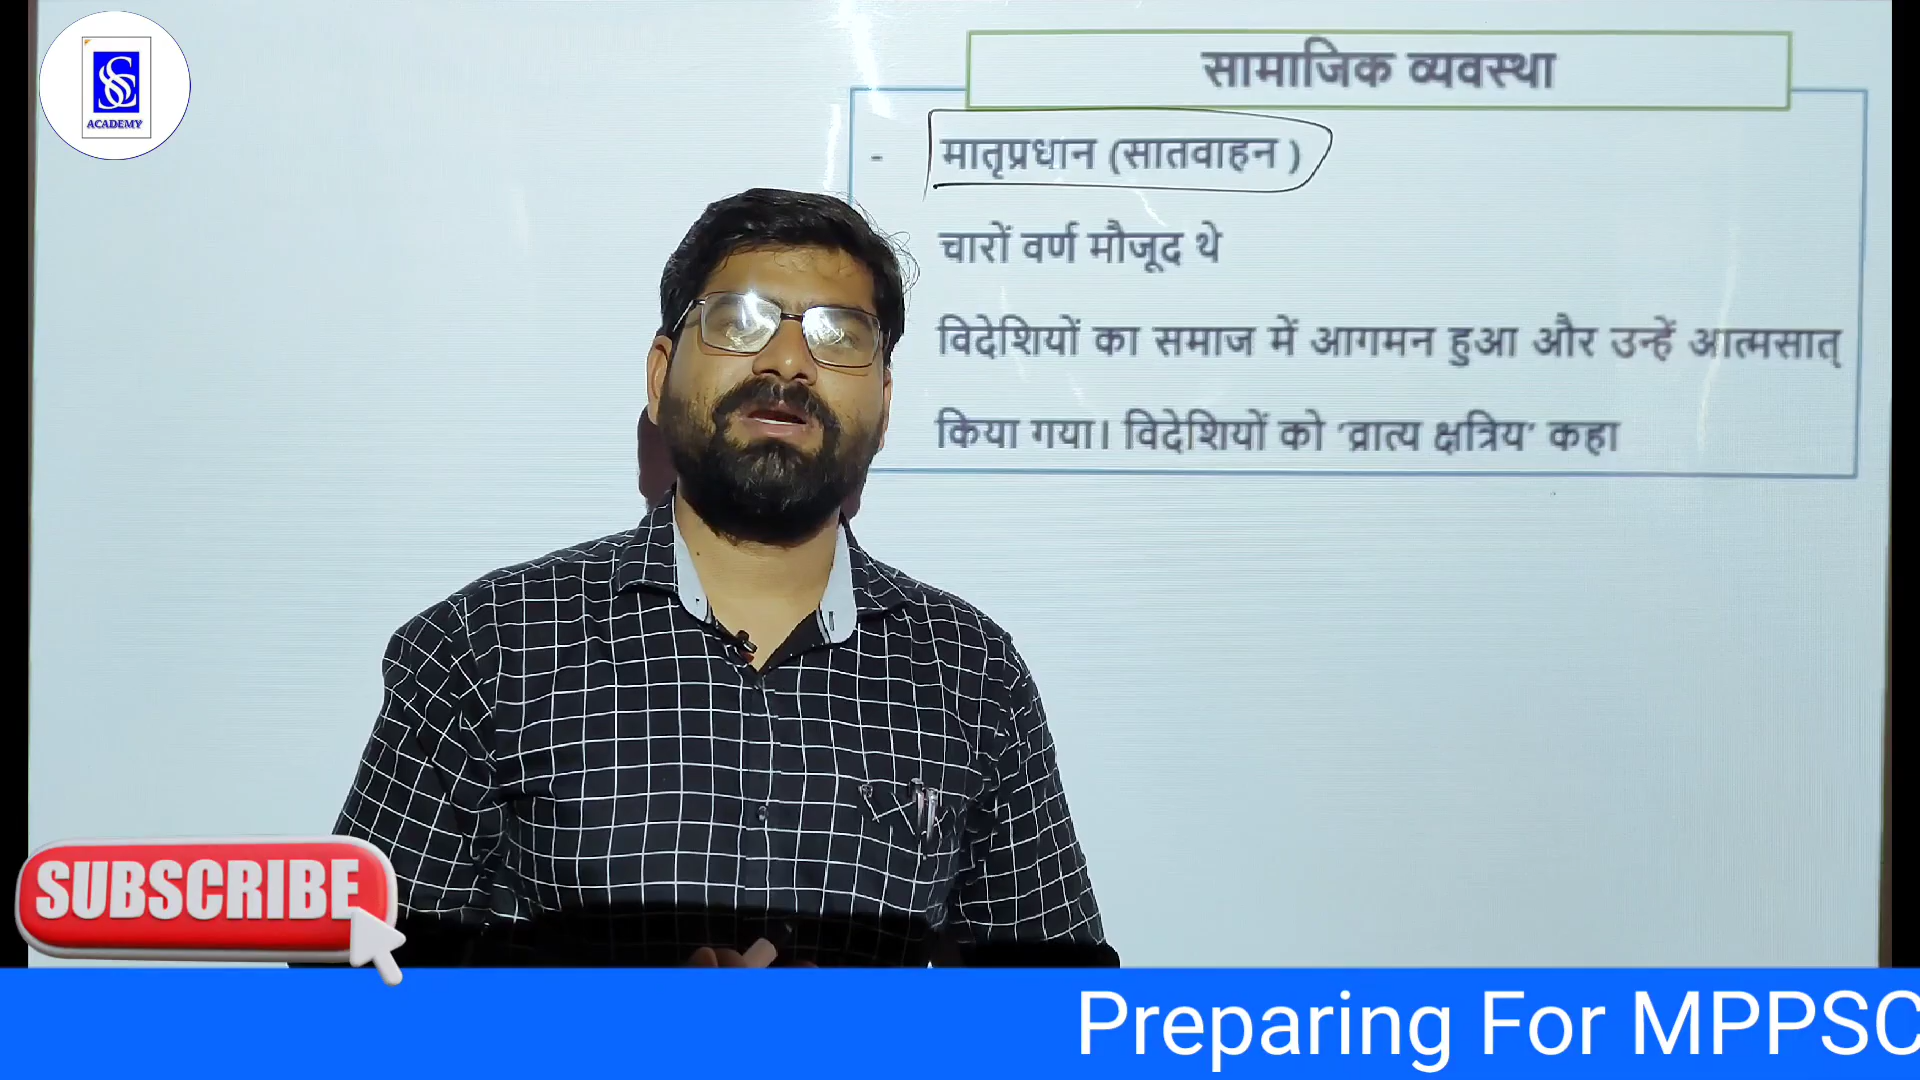 SS
ACADEMY
सामाजिक व्यवस्था
- मातृप्रधान (सातवाहन )
चारों वर्ण मौजूद थे
विदेशियों का समाज में आगमन हुआ और उन्हें आत्मसात्
किया गया। विदेशियों को ‘व्रात्य क्षत्रिय’ कहा
SUBSCRIBE
Preparing For MPPSC